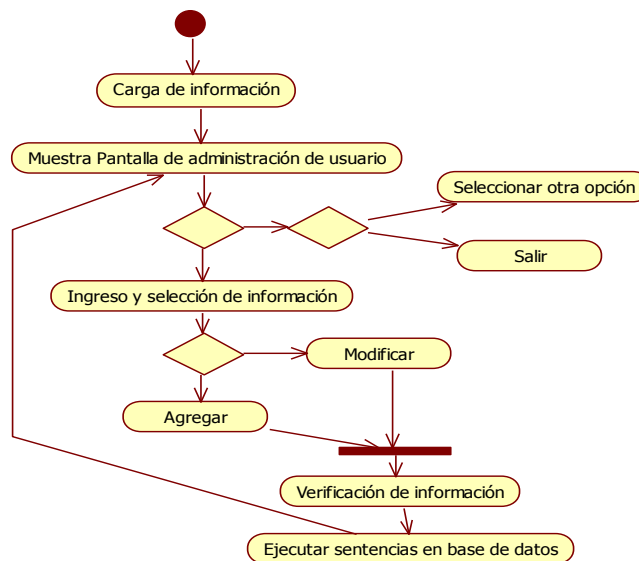 Carga de información
Muestra Pantalla de administración de usuario
Seleccionar otra opción
Salir
Ingreso y selección de información
Modificar
Agregar
Verificación de información
Ejecutar sentencias en base de datos